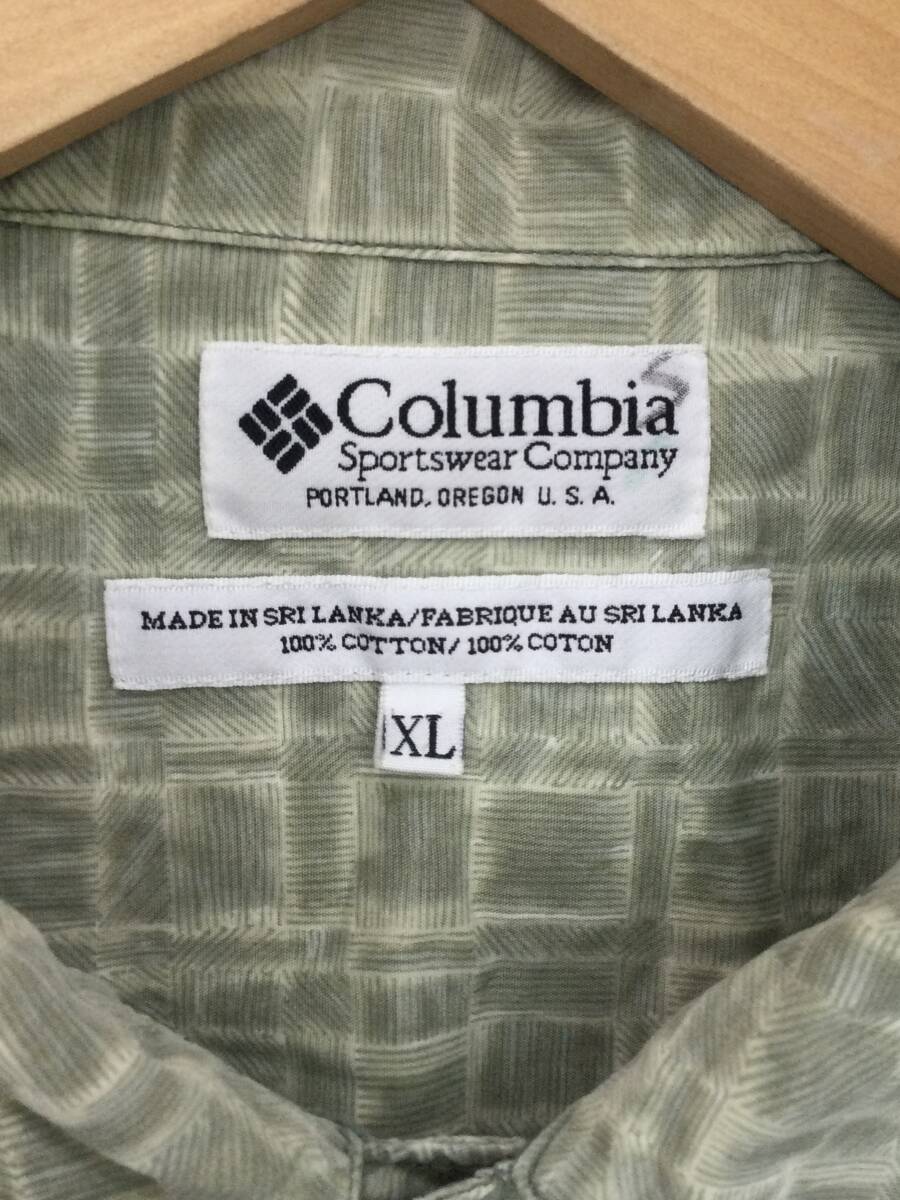 Columbia
Sportswear Company
PORTLAND, OREGON U. S. A.
S
MADE IN SRI LANKA/FABRIQUE AU SRI LANKA
100% COTTON/ 100% COTON
XL